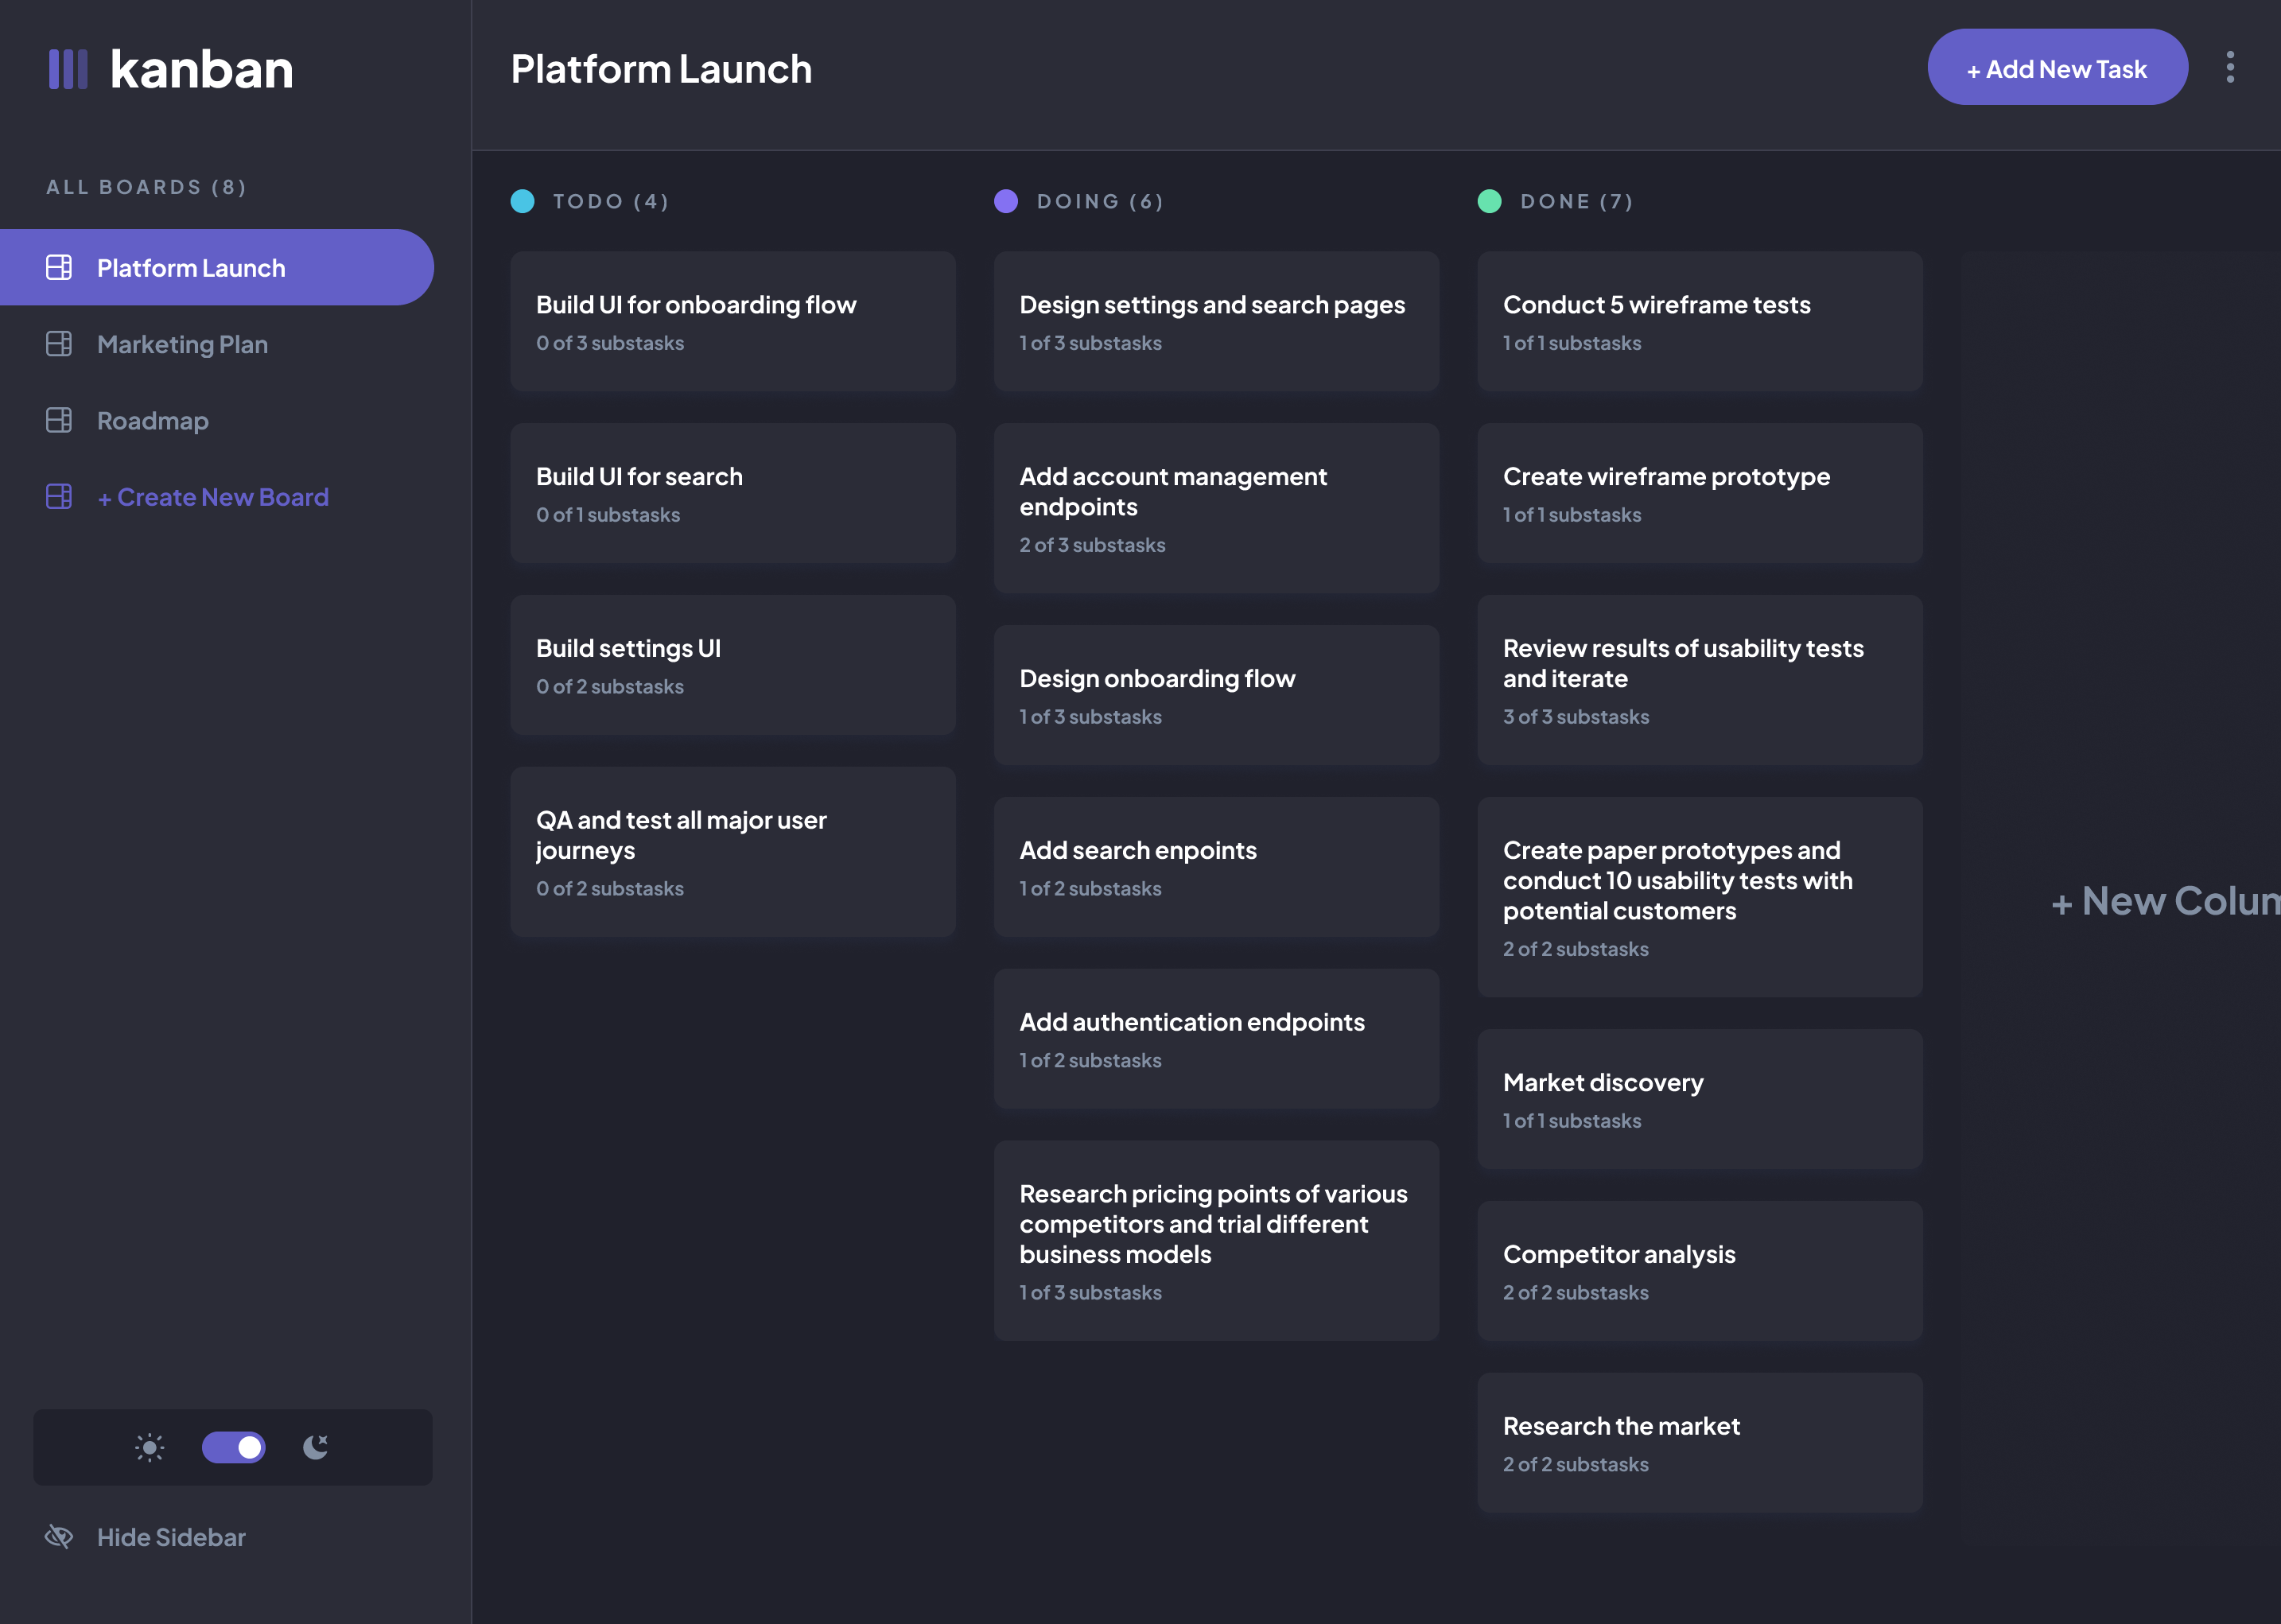 kanban
ALL BOARDS (8)
Platform Launch
Marketing Plan
Roadmap
+ Create New Board
Hide Sidebar
Platform Launch
+ Add New Task
TODO (4)
Build UI for onboarding flow
0 of 3 substasks
Build UI for search
0 of 1 substasks
Build settings UI
0 of 2 substasks
QA and test all major user
journeys
0 of 2 substasks
DOING (6)
Design settings and search pages
1 of 3 substasks
Add account management
endpoints
2 of 3 substasks
Design onboarding flow
1 of 3 substasks
Add search enpoints
1 of 2 substasks
Add authentication endpoints
1 of 2 substasks
Research pricing points of various
competitors and trial different
business models
1 of 3 substasks
DONE (7)
Conduct 5 wireframe tests
1 of 1 substasks
Create wireframe prototype
1 of 1 substasks
Review results of usability tests
and iterate
3 of 3 substasks
Create paper prototypes and
conduct 10 usability tests with
potential customers
2 of 2 substasks
Market discovery
1 of 1 substasks
Competitor analysis
2 of 2 substasks
Research the market
2 of 2 substasks
+ New Colum